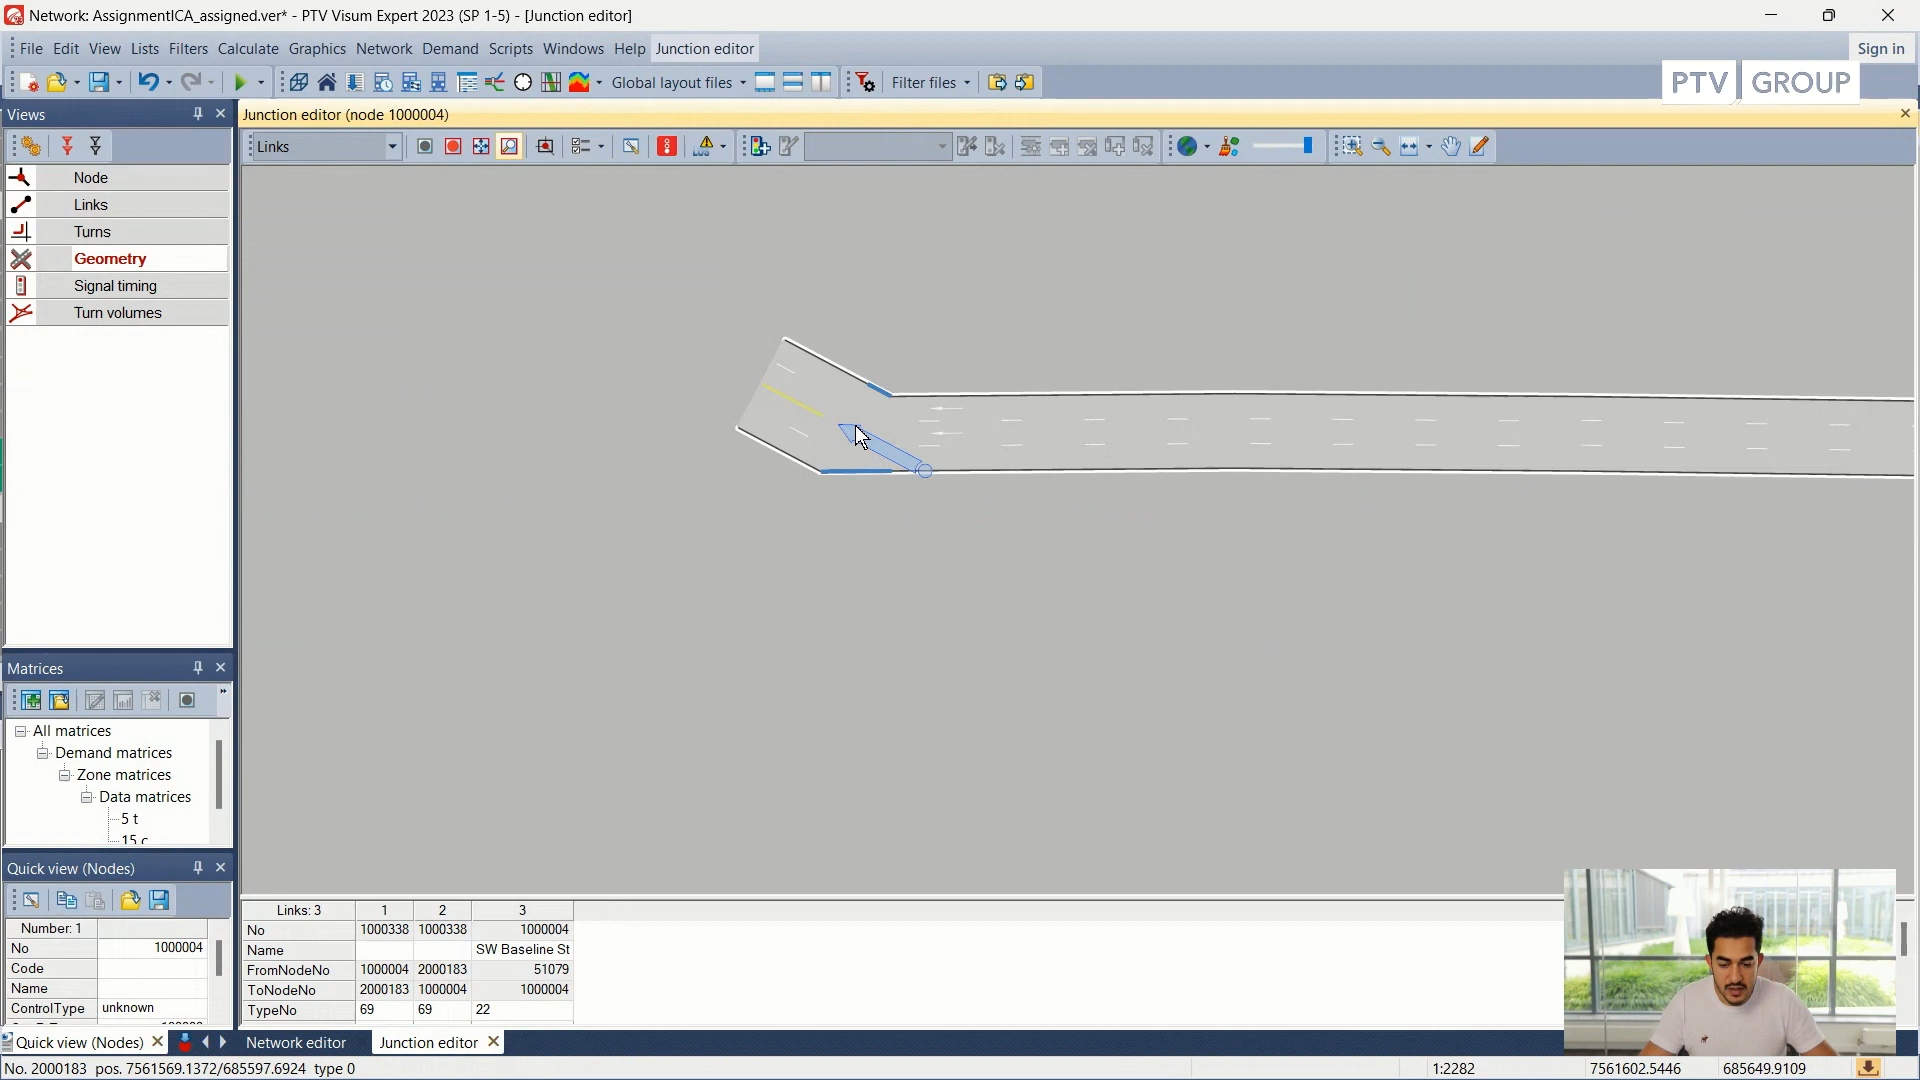 Network: AssignmentICA_assigned.ver* - PTV Visum Expert 2023 (SP 1-5) - [Junction editor]
File Edit View Lists Filters Calculate Graphics Network Demand Scripts Windows Help Junction editor
Sign in
Global layout files
Filter files
PTV GROUP
Views
Junction editor (node 1000004)
Links
Node
Links
Turns
Geometry
Signal timing
Turn volumes
Matrices
All matrices
Demand matrices
Zone matrices
Data matrices
5 t
15 c
Quick view (Nodes)
Number: 1
No 1000004
Code
Name
ControlType unknown
Links: 3 1 2 3
No 1000338 1000338 1000004
Name SW Baseline St
FromNodeNo 1000004 2000183 51079
ToNodeNo 2000183 1000004 1000004
TypeNo 69 69 22
Quick view (Nodes)
Network editor
Junction editor
No. 2000183 pos. 7561569.1372/685597.6924 type 0
1:2282
7561602.5446
685649.9109